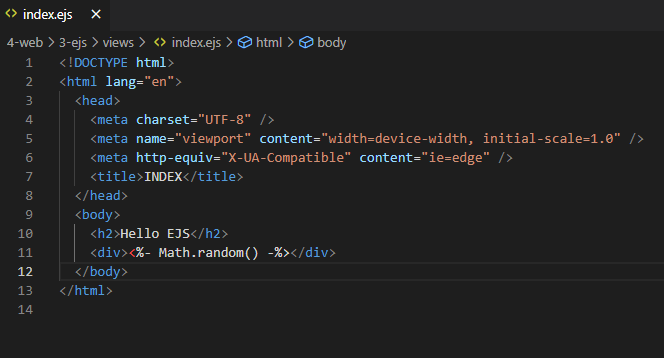 index.ejs
4-web > 3-ejs > views > index.ejs > html > body
1 <!DOCTYPE html>
2 <html lang="en">
3   <head>
4     <meta charset="UTF-8" />
5     <meta name="viewport" content="width=device-width, initial-scale=1.0" />
6     <meta http-equiv="X-UA-Compatible" content="ie=edge" />
7     <title>INDEX</title>
8   </head>
9   <body>
10     <h2>Hello EJS</h2>
11     <div><%- Math.random() -%></div>
12   </body>
13 </html>
14